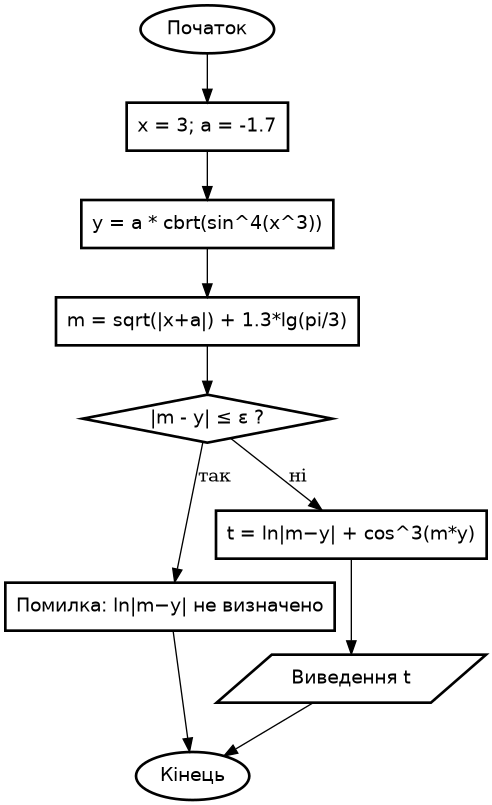 Початок
x = 3; a = -1.7
y = a * cbrt(sin^4(x^3))
m = sqrt(|x+a|) + 1.3*lg(pi/3)
|m - y| ≤ ε ?
так
ні
t = ln|m−y| + cos^3(m*y)
Помилка: ln|m−y| не визначено
Виведення t
Кінець